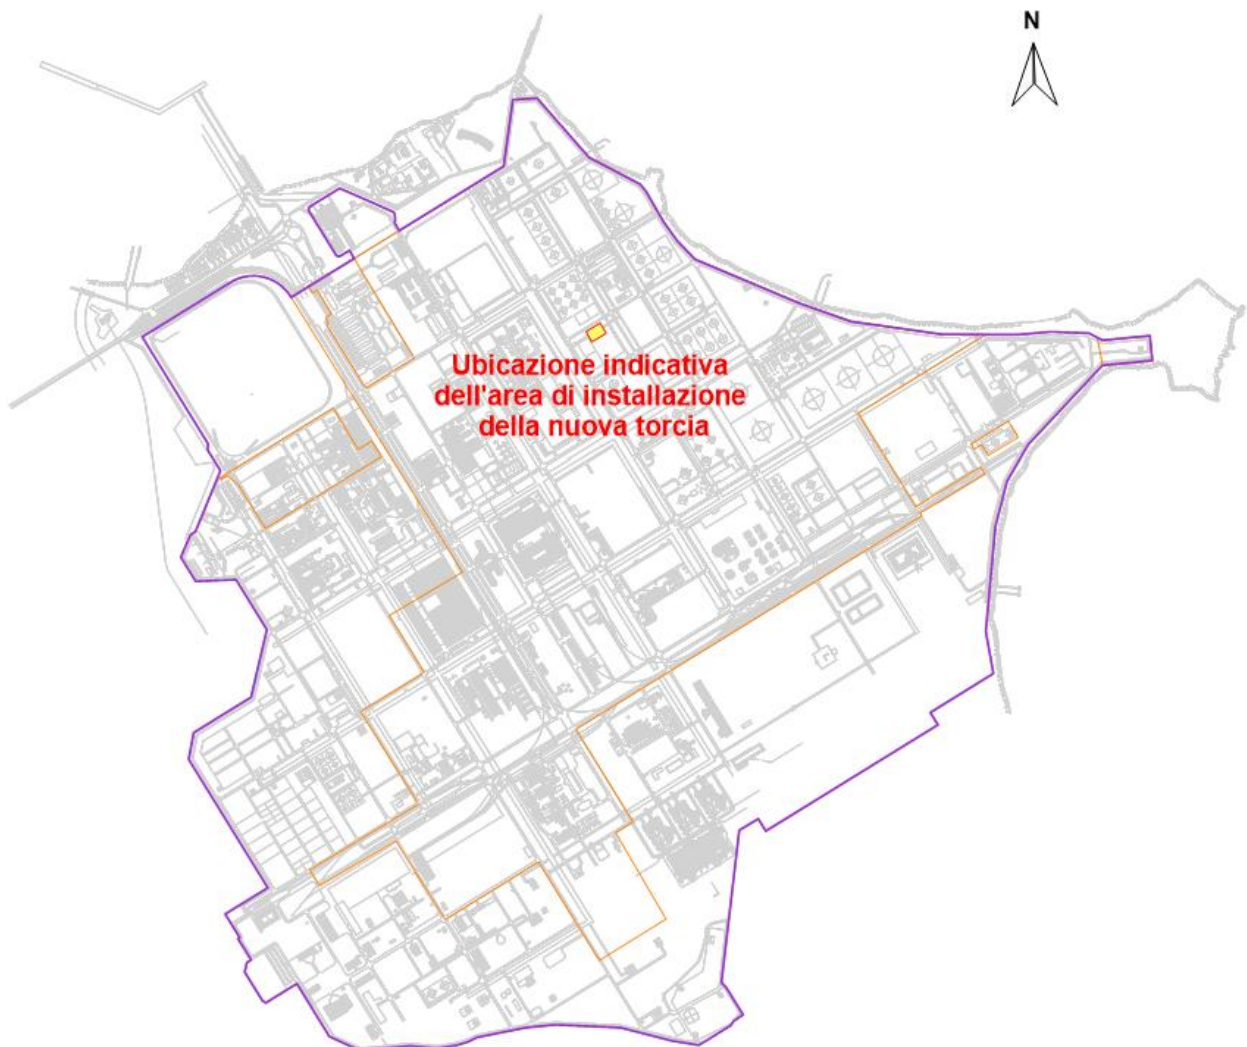 N
Ubicazione indicativa
dell'area di installazione
della nuova torcia